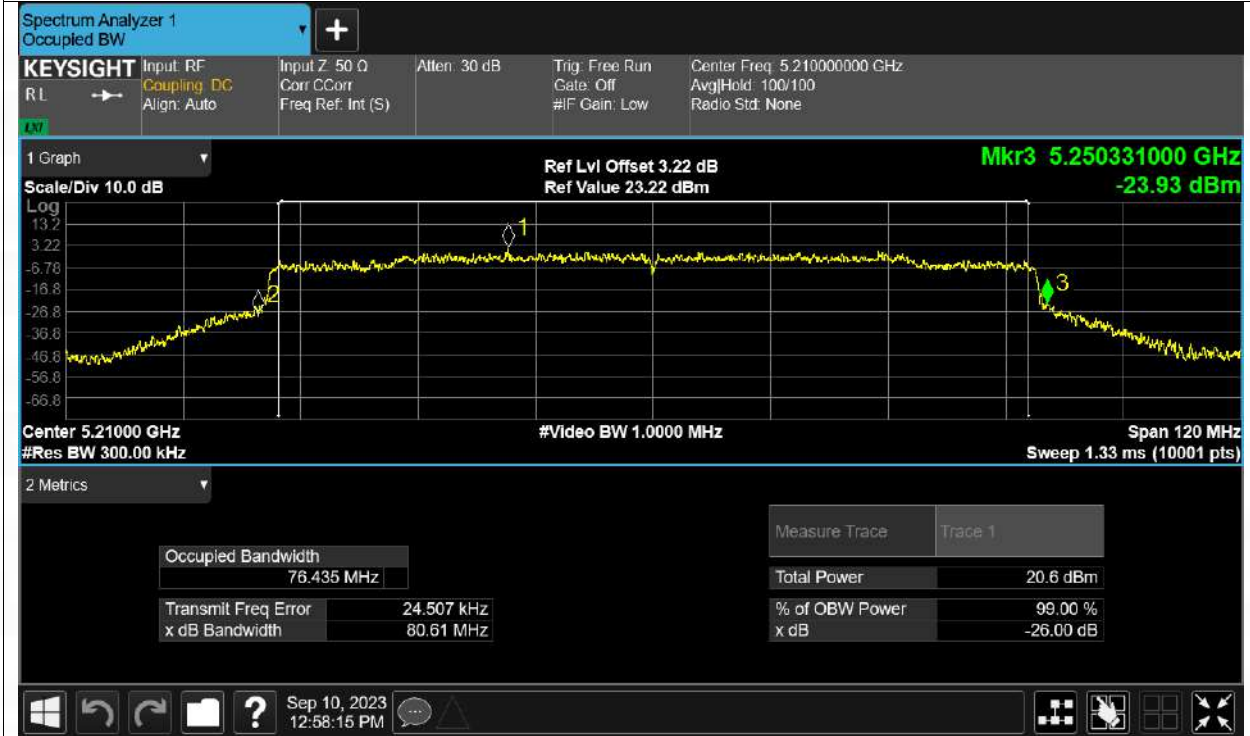 Spectrum Analyzer 1
Occupied BW
+
KEYSIGHT
RL
LXI
Input: RF
Coupling: DC
Align: Auto
Input Z: 50 Ω
Corr CCorr
Freq Ref: Int (S)
Atten: 30 dB
Trig: Free Run
Gate: Off
#IF Gain: Low
Center Freq: 5.210000000 GHz
Avg|Hold: 100/100
Radio Std: None
1 Graph
Scale/Div 10.0 dB
Ref Lvl Offset 3.22 dB
Ref Value 23.22 dBm
Mkr3 5.250331000 GHz
-23.93 dBm
Log
13.2
3.22
-6.78
-16.8
-26.8
-36.8
-46.8
-56.8
-66.8
1
2
3
Center 5.21000 GHz
#Video BW 1.0000 MHz
Span 120 MHz
#Res BW 300.00 kHz
Sweep 1.33 ms (10001 pts)
2 Metrics
Measure Trace Trace 1
Occupied Bandwidth
76.435 MHz
Total Power 20.6 dBm
Transmit Freq Error 24.507 kHz
% of OBW Power 99.00 %
x dB Bandwidth 80.61 MHz
x dB -26.00 dB
?
Sep 10, 2023
12:58:15 PM